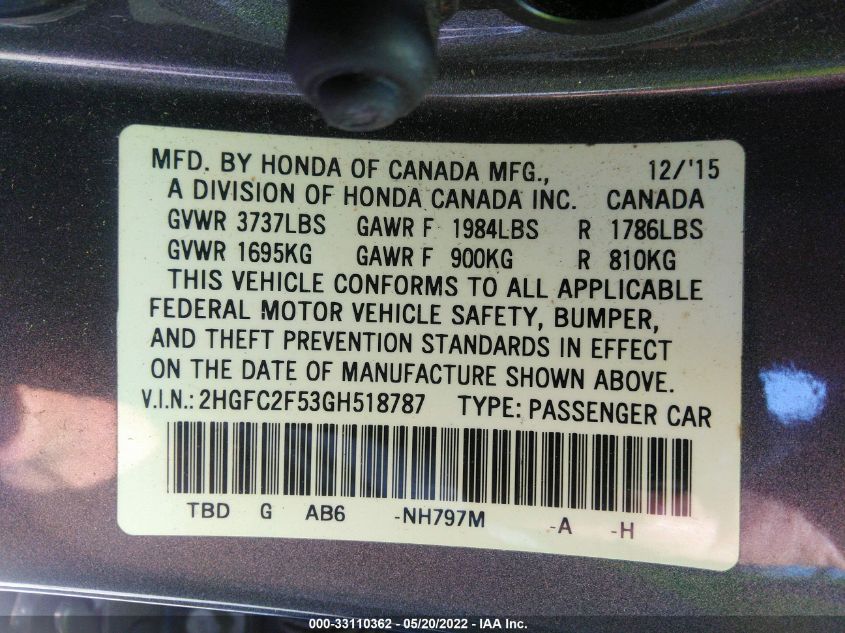 MFD. BY HONDA OF CANADA MFG., 12/'15
A DIVISION OF HONDA CANADA INC. CANADA
GVWR 3737LBS GAWR F 1984LBS R 1786LBS
GVWR 1695KG GAWR F 900KG R 810KG
THIS VEHICLE CONFORMS TO ALL APPLICABLE
FEDERAL MOTOR VEHICLE SAFETY, BUMPER,
AND THEFT PREVENTION STANDARDS IN EFFECT
ON THE DATE OF MANUFACTURE SHOWN ABOVE.
V.I.N.: 2HGFC2F53GH518787 TYPE: PASSENGER CAR
TBD G AB6 -NH797M -A -H
000-33110362 - 05/20/2022 - IAA Inc.